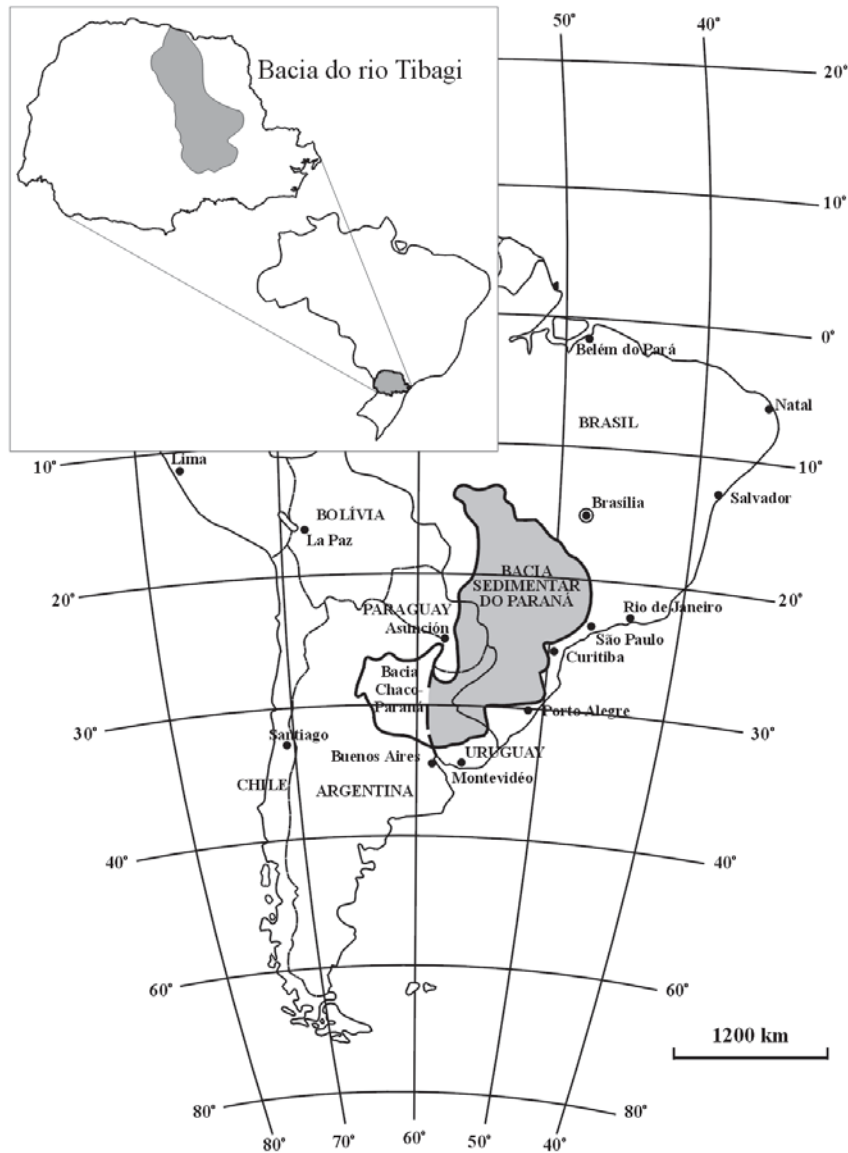 50°
40°
20°
Bacia do rio Tibagi
10°
0°
Belém do Pará
Natal
BRASIL
Lima
10°
10°
Salvador
Brasília
BOLÍVIA
La Paz
BACIA
SEDIMENTAR
DO PARANÁ
20°
20°
PARAGUAY
Asunción
Rio de Janeiro
São Paulo
Curitiba
Bacia
Chaco-
Paraná
Porto Alegre
30°
30°
Santiago
Buenos Aires
URUGUAY
Montevidéo
CHILE
ARGENTINA
40°
40°
60°
60°
1200 km
80°
80°
80°
70°
60°
50°
40°